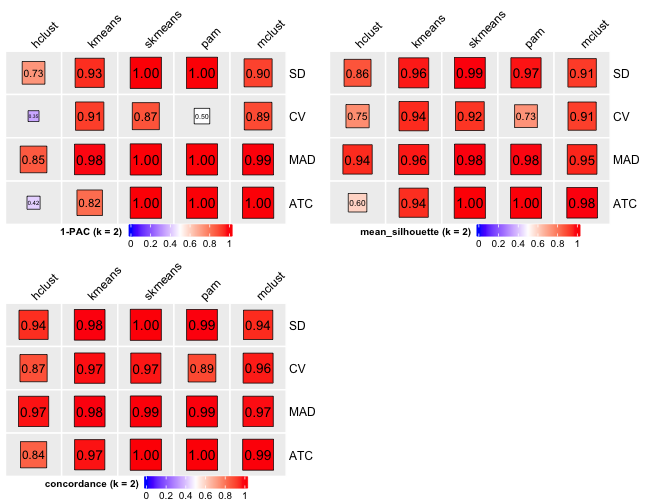 hclust kmeans skmeans pam mclust
0.73 0.93 1.00 1.00 0.90 SD
0.91 0.87 0.50 0.89 CV
0.85 0.98 1.00 1.00 0.99 MAD
0.42 0.82 1.00 1.00 1.00 ATC
1-PAC (k = 2)
0 0.2 0.4 0.6 0.8 1
hclust kmeans skmeans pam mclust
0.86 0.96 0.99 0.97 0.91 SD
0.75 0.94 0.92 0.73 0.91 CV
0.94 0.96 0.98 0.98 0.95 MAD
0.60 0.94 1.00 1.00 0.98 ATC
mean_silhouette (k = 2)
0 0.2 0.4 0.6 0.8 1
hclust kmeans skmeans pam mclust
0.94 0.98 1.00 0.99 0.94 SD
0.87 0.97 0.97 0.89 0.96 CV
0.97 0.98 0.99 0.99 0.97 MAD
0.84 0.97 1.00 1.00 0.99 ATC
concordance (k = 2)
0 0.2 0.4 0.6 0.8 1